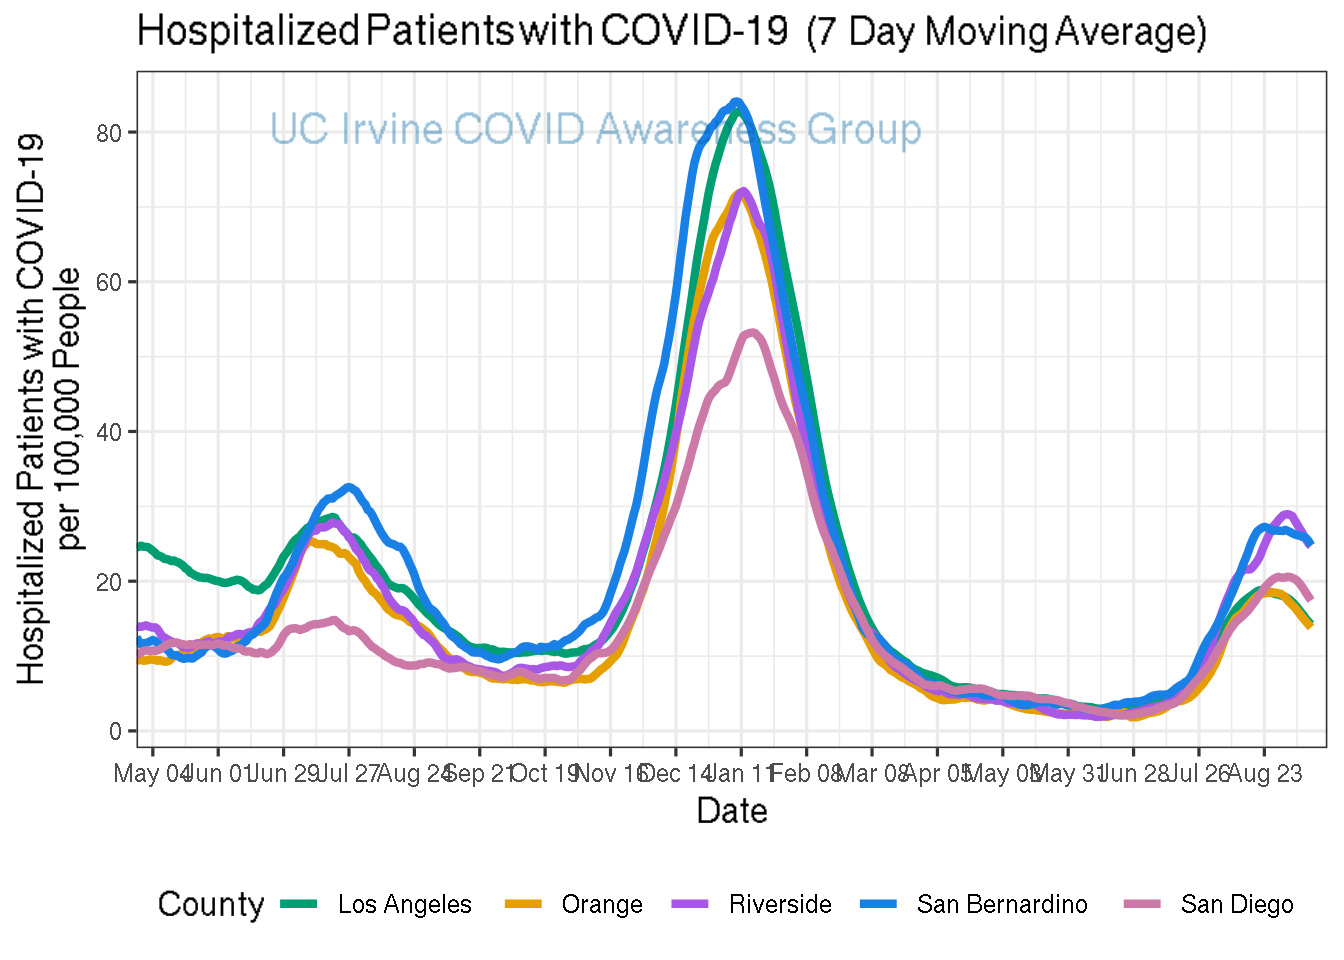 Hospitalized Patients with COVID-19 (7 Day Moving Average)
UC Irvine COVID Awareness Group
Hospitalized Patients with COVID-19
per 100,000 People
80
60
40
20
0
May 04 Jun 01 Jun 29 Jul 27 Aug 24 Sep 21 Oct 19 Nov 16 Dec 14 Jan 11 Feb 08 Mar 08 Apr 05 May 03 May 31 Jun 28 Jul 26 Aug 23
Date
County Los Angeles Orange Riverside San Bernardino San Diego